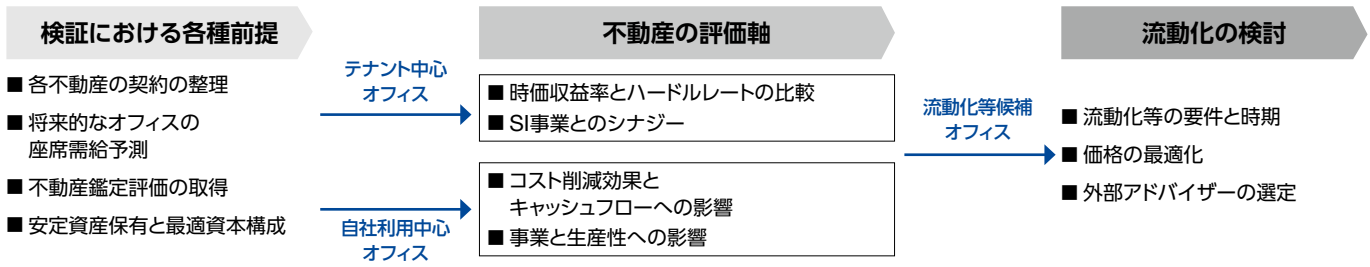 検証における各種前提
■ 各不動産の契約の整理
■ 将来的なオフィスの
座席需給予測
■ 不動産鑑定評価の取得
■ 安定資産保有と最適資本構成
テナント中心
オフィス
自社利用中心
オフィス
不動産の評価軸
■ 時価収益率とハードルレートの比較
■ SI事業とのシナジー
■ コスト削減効果と
キャッシュフローへの影響
■ 事業と生産性への影響
流動化等候補
オフィス
流動化の検討
■ 流動化等の要件と時期
■ 価格の最適化
■ 外部アドバイザーの選定